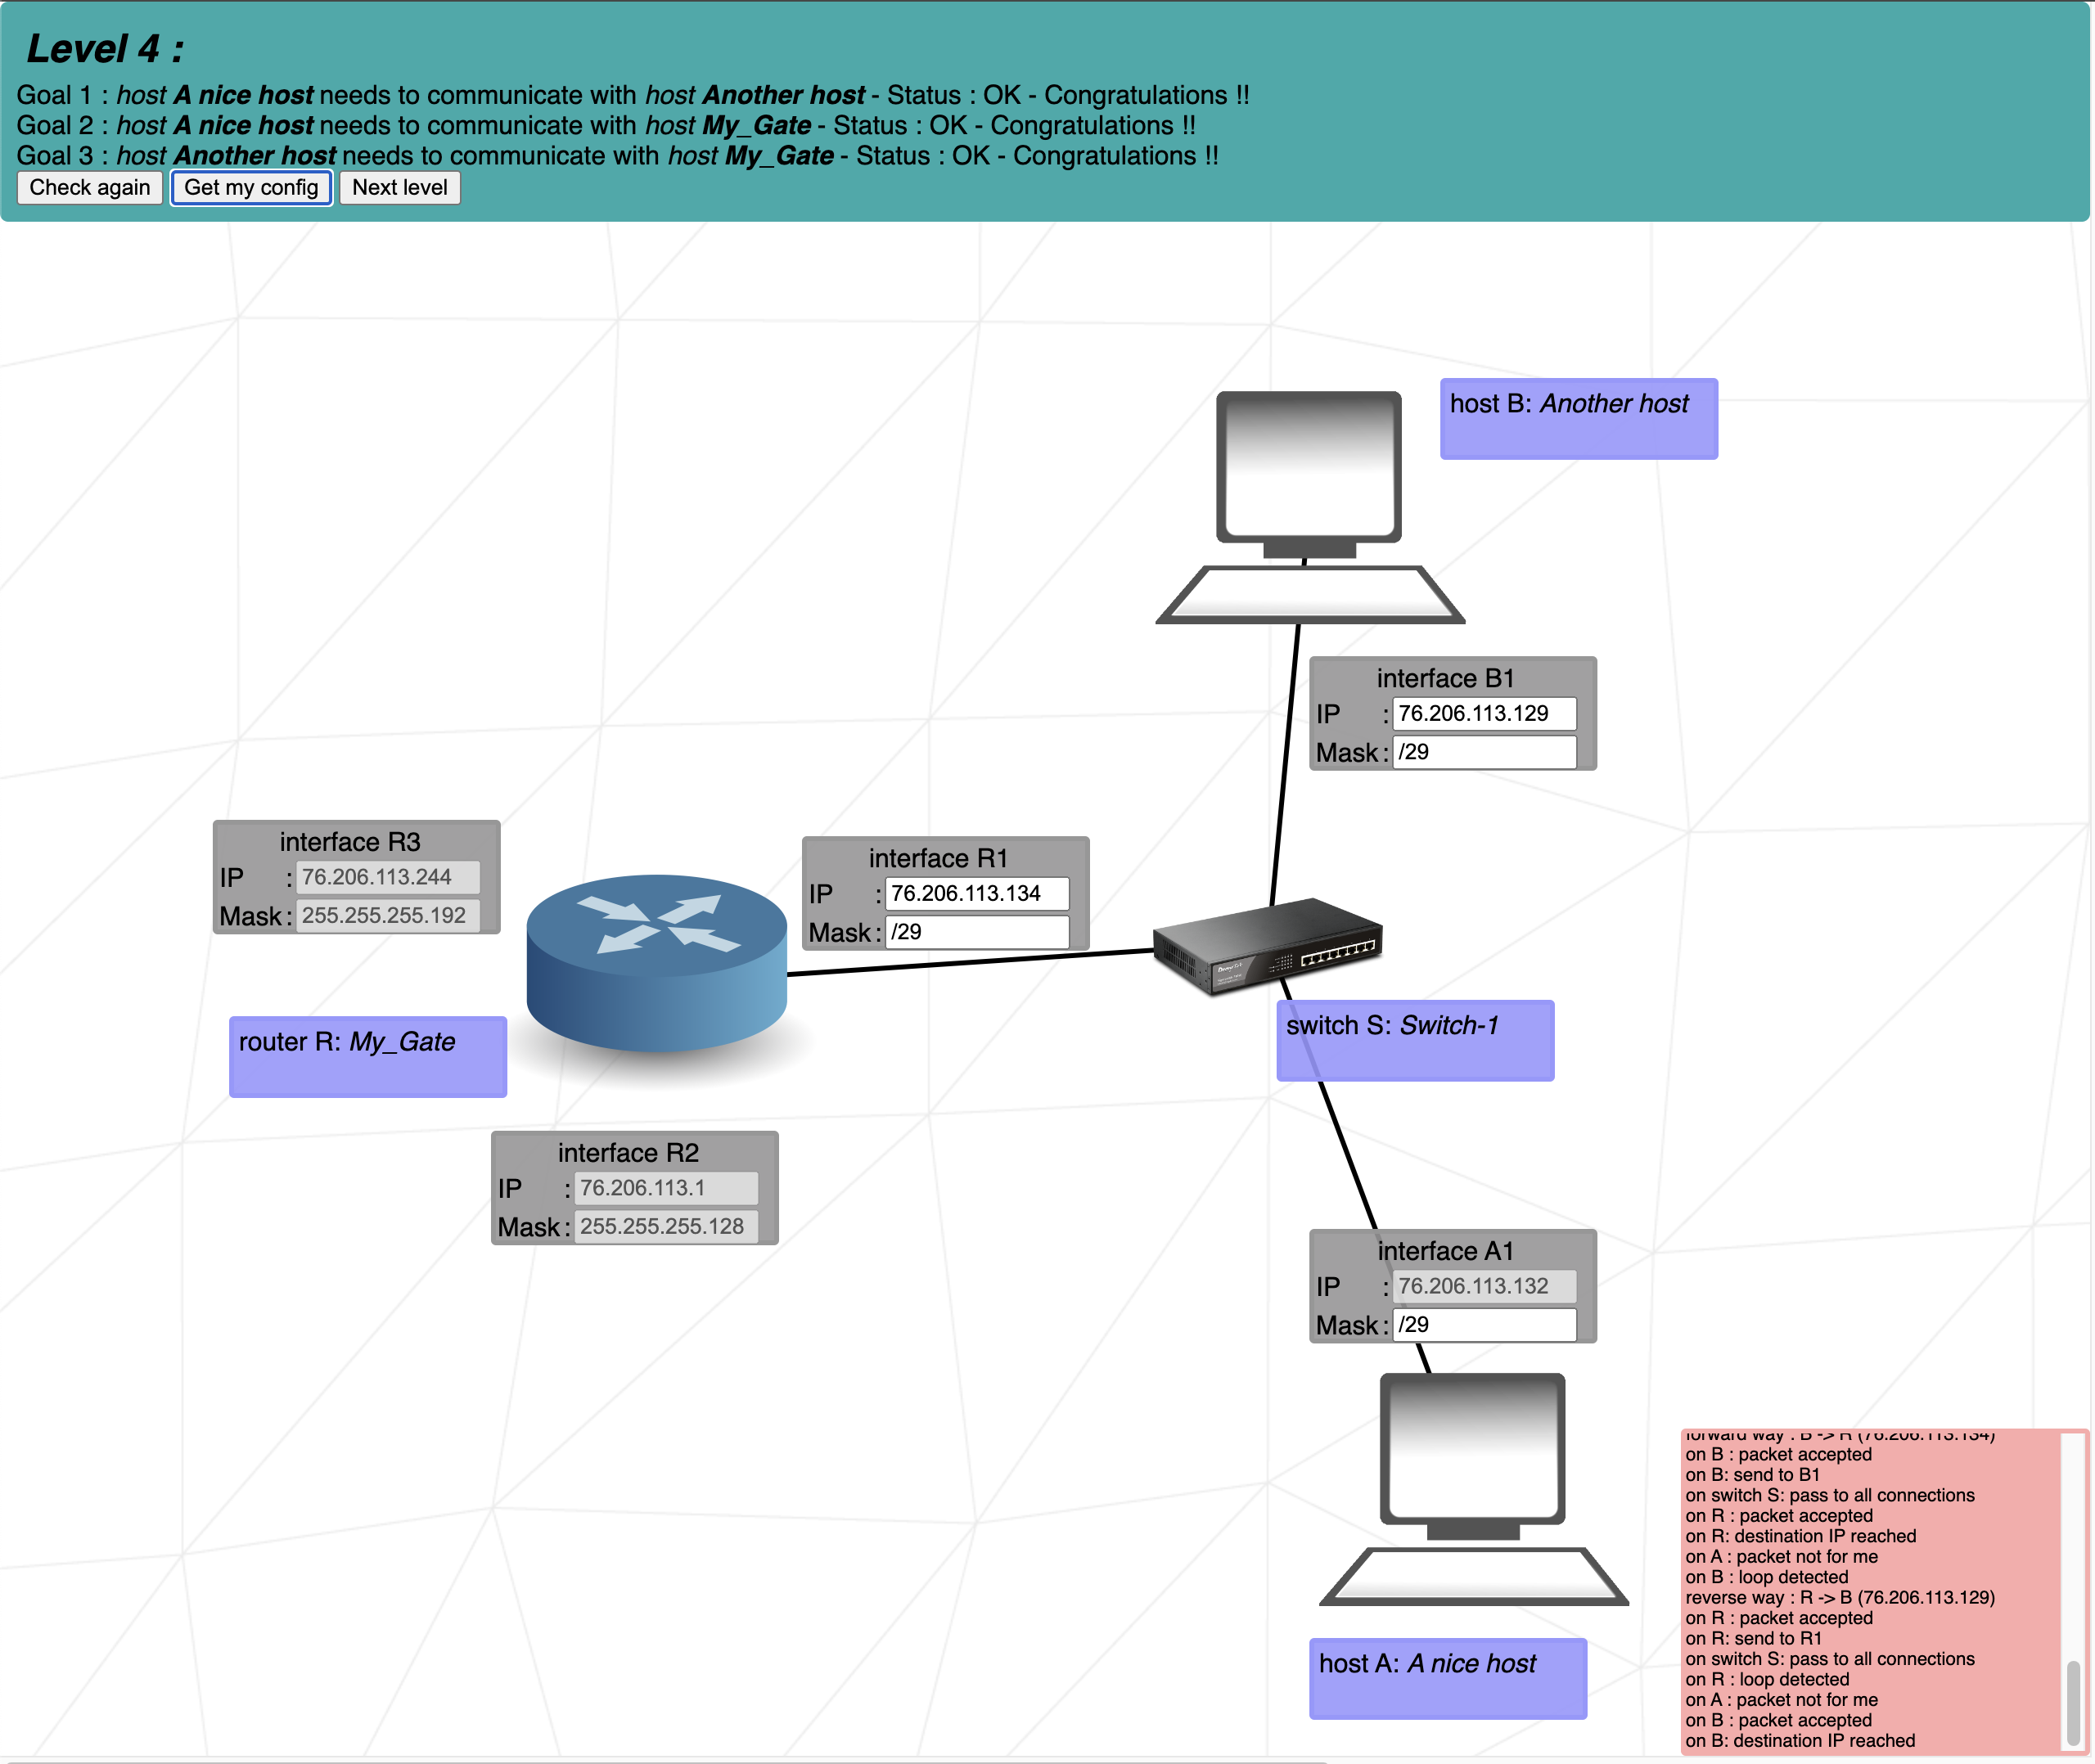 Level 4 :
Goal 1 : host A nice host needs to communicate with host Another host - Status : OK - Congratulations !!
Goal 2 : host A nice host needs to communicate with host My_Gate - Status : OK - Congratulations !!
Goal 3 : host Another host needs to communicate with host My_Gate - Status : OK - Congratulations !!
Check again Get my config Next level
host B: Another host
interface B1
IP : 76.206.113.129
Mask : /29
interface R3
IP : 76.206.113.244
Mask : 255.255.255.192
interface R1
IP : 76.206.113.134
Mask : /29
router R: My_Gate
switch S: Switch-1
interface R2
IP : 76.206.113.1
Mask : 255.255.255.128
interface A1
IP : 76.206.113.132
Mask : /29
host A: A nice host
forward way : B -> R (76.206.113.134)
on B : packet accepted
on B: send to B1
on switch S: pass to all connections
on R : packet accepted
on R: destination IP reached
on A : packet not for me
on B : loop detected
reverse way : R -> B (76.206.113.129)
on R : packet accepted
on R: send to R1
on switch S: pass to all connections
on R : loop detected
on A : packet not for me
on B : packet accepted
on B: destination IP reached